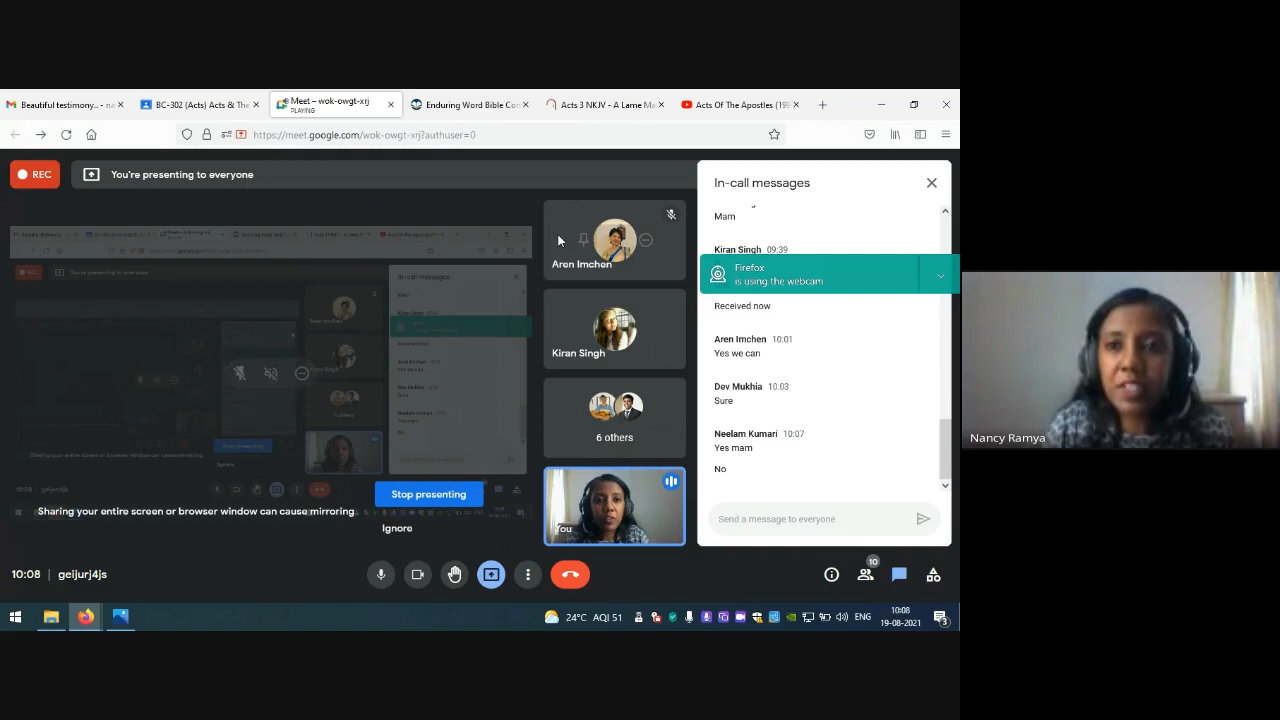 Beautiful testimony... - n
BC-302 (Acts) Acts & The
Meet – wok-owgt-xrj
PLAYING
Enduring Word Bible Con
Acts 3 NKJV - A Lame Ma
Acts Of The Apostles (199
https://meet.google.com/wok-owgt-xrj?authuser=0
REC
You're presenting to everyone
In-call messages
Mam
Kiran Singh 09:39
Firefox
is using the webcam
Received now
Aren Imchen 10:01
Yes we can
Dev Mukhia 10:03
Sure
Neelam Kumari 10:07
Yes mam
No
Send a message to everyone
Aren Imchen
Kiran Singh
6 others
You
Stop presenting
Sharing your entire screen or browser window can cause mirroring.
Ignore
10:08 | geijurj4js
10
24°C AQI 51
ENG
10:08
19-08-2021
3
Nancy Ramya